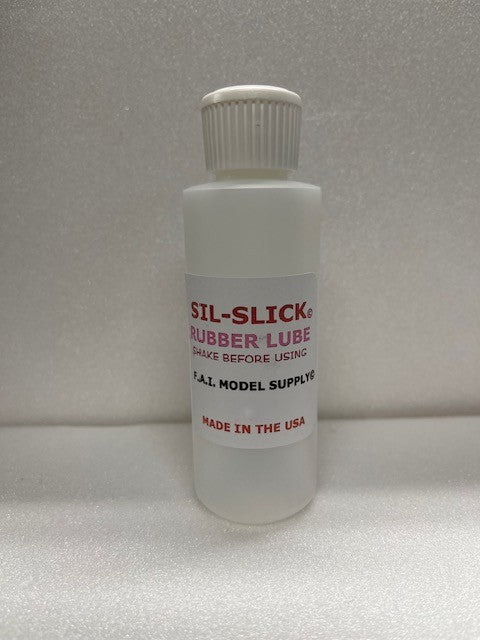 SIL-SLICK©
RUBBER LUBE
SHAKE BEFORE USING
F.A.I. MODEL SUPPLY©
MADE IN THE USA